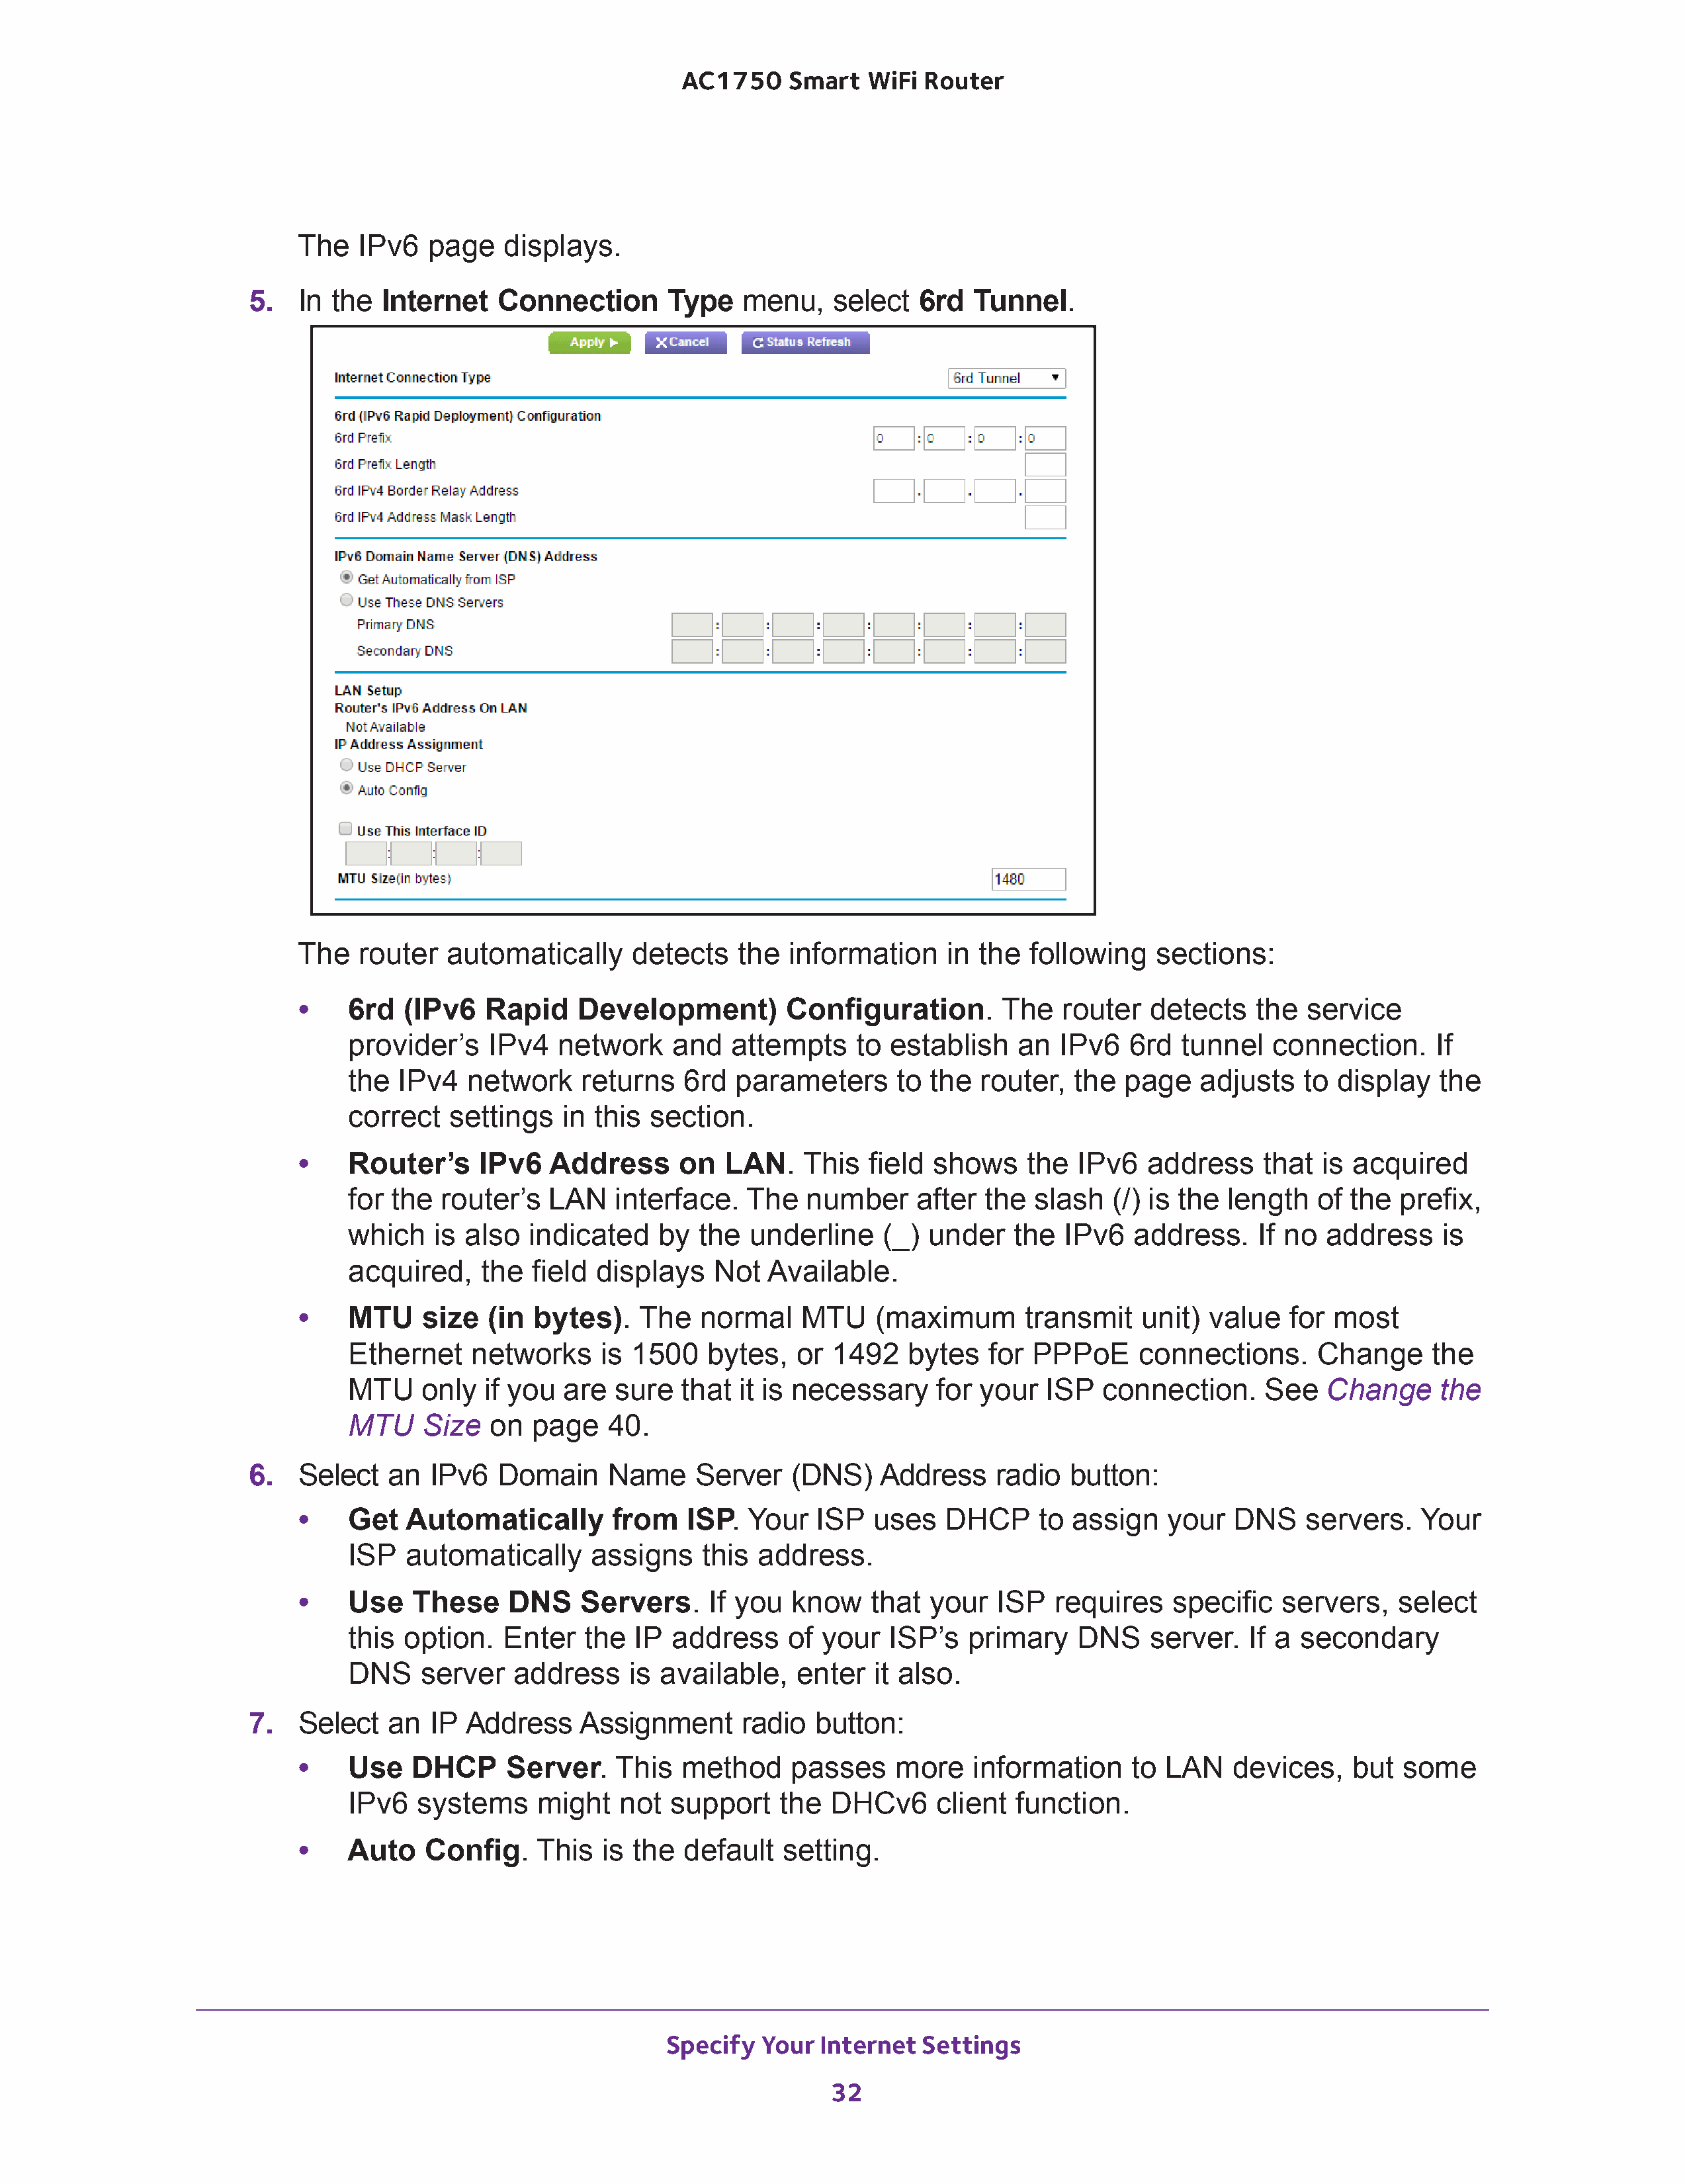 AC1750 Smart WiFi Router
The IPv6 page displays.
5. In the Internet Connection Type menu, select 6rd Tunnel.
Apply Cancel Status Refresh
Internet Connection Type 6rd Tunnel
6rd (IPv6 Rapid Deployment) Configuration
6rd Prefix 0 : 0 : 0 : 0
6rd Prefix Length
6rd IPv4 Border Relay Address . . .
6rd IPv4 Address Mask Length
IPv6 Domain Name Server (DNS) Address
Get Automatically from ISP
Use These DNS Servers
Primary DNS : : : : : : :
Secondary DNS : : : : : : :
LAN Setup
Router's IPv6 Address On LAN
Not Available
IP Address Assignment
Use DHCP Server
Auto Config
Use This Interface ID
: : :
MTU Size(in bytes) 1480
The router automatically detects the information in the following sections:
• 6rd (IPv6 Rapid Development) Configuration. The router detects the service
provider’s IPv4 network and attempts to establish an IPv6 6rd tunnel connection. If
the IPv4 network returns 6rd parameters to the router, the page adjusts to display the
correct settings in this section.
• Router’s IPv6 Address on LAN. This field shows the IPv6 address that is acquired
for the router’s LAN interface. The number after the slash (/) is the length of the prefix,
which is also indicated by the underline (_) under the IPv6 address. If no address is
acquired, the field displays Not Available.
• MTU size (in bytes). The normal MTU (maximum transmit unit) value for most
Ethernet networks is 1500 bytes, or 1492 bytes for PPPoE connections. Change the
MTU only if you are sure that it is necessary for your ISP connection. See Change the
MTU Size on page 40.
6. Select an IPv6 Domain Name Server (DNS) Address radio button:
• Get Automatically from ISP. Your ISP uses DHCP to assign your DNS servers. Your
ISP automatically assigns this address.
• Use These DNS Servers. If you know that your ISP requires specific servers, select
this option. Enter the IP address of your ISP’s primary DNS server. If a secondary
DNS server address is available, enter it also.
7. Select an IP Address Assignment radio button:
• Use DHCP Server. This method passes more information to LAN devices, but some
IPv6 systems might not support the DHCv6 client function.
• Auto Config. This is the default setting.
Specify Your Internet Settings
32